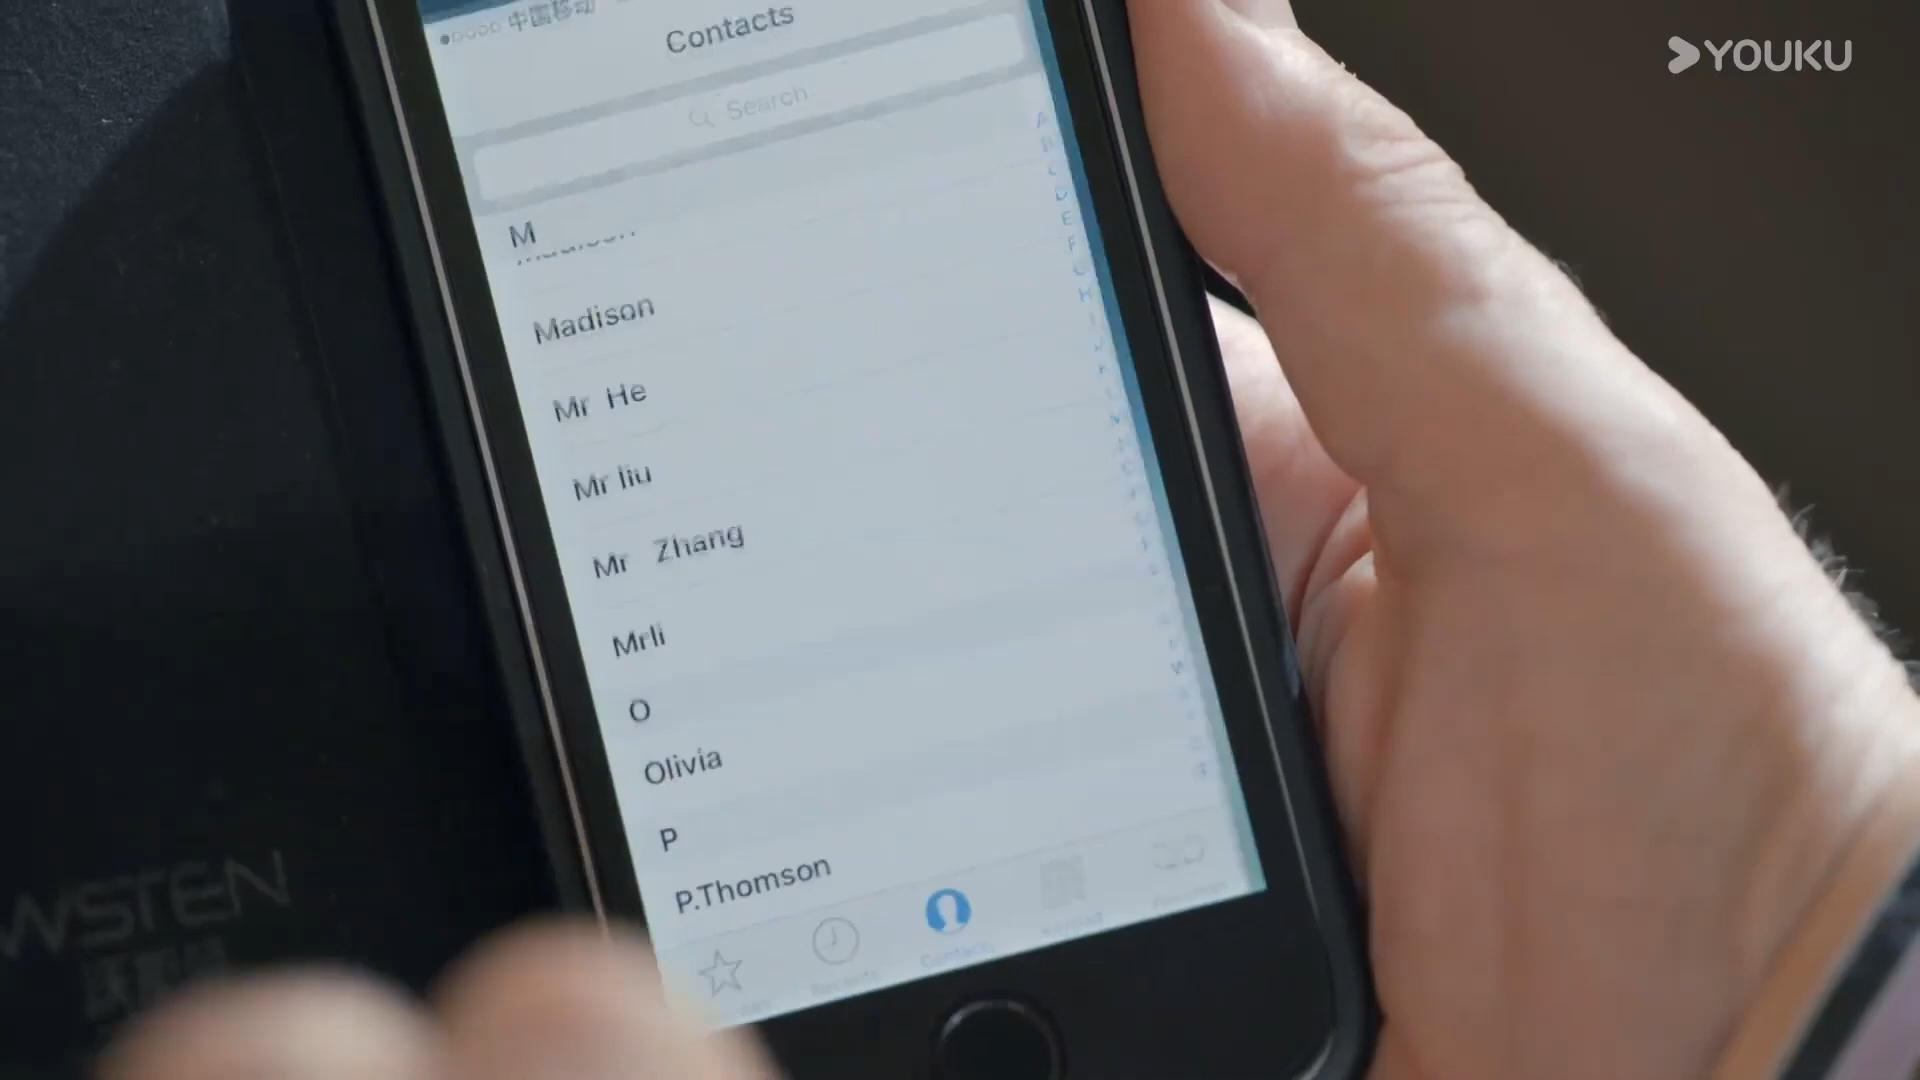 中国移动
YOUKU
Contacts
Search
M
Madison
Mr He
Mr liu
Mr Zhang
Mrli
O
Olivia
P
P.Thomson
WSTEN
A
B
C
D
E
F
G
H